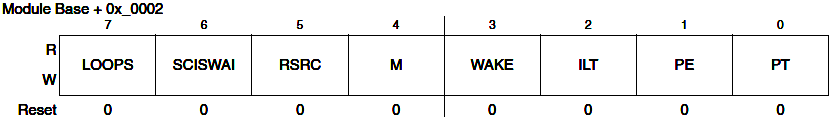 Module Base + 0x_0002
7 6 5 4 3 2 1 0
R
LOOPS SCISWAI RSRC M WAKE ILT PE PT
W
Reset 0 0 0 0 0 0 0 0